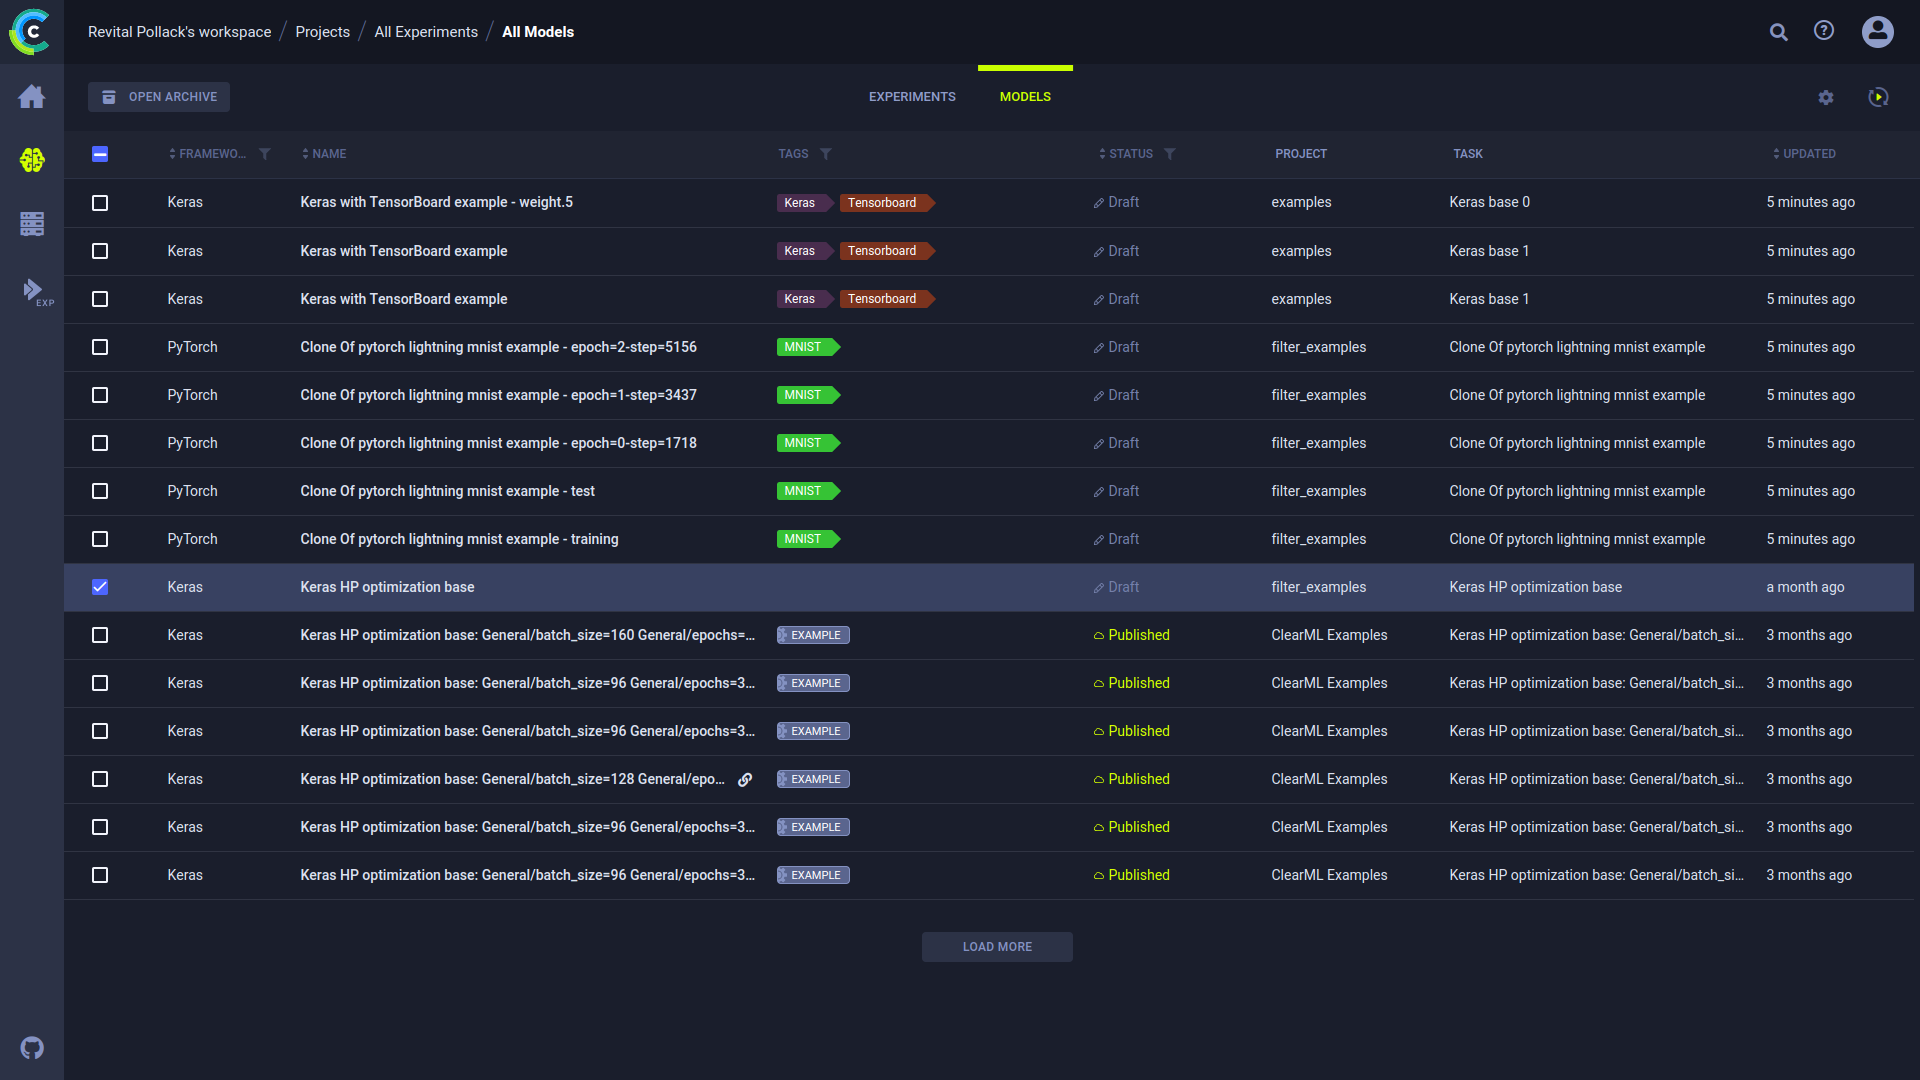 Revital Pollack's workspace / Projects / All Experiments / All Models
OPEN ARCHIVE EXPERIMENTS MODELS
FRAMEWO... NAME TAGS STATUS PROJECT TASK UPDATED
Keras Keras with TensorBoard example - weight.5 Keras Tensorboard Draft examples Keras base 0 5 minutes ago
Keras Keras with TensorBoard example Keras Tensorboard Draft examples Keras base 1 5 minutes ago
EXP
Keras Keras with TensorBoard example Keras Tensorboard Draft examples Keras base 1 5 minutes ago
PyTorch Clone Of pytorch lightning mnist example - epoch=2-step=5156 MNIST Draft filter_examples Clone Of pytorch lightning mnist example 5 minutes ago
PyTorch Clone Of pytorch lightning mnist example - epoch=1-step=3437 MNIST Draft filter_examples Clone Of pytorch lightning mnist example 5 minutes ago
PyTorch Clone Of pytorch lightning mnist example - epoch=0-step=1718 MNIST Draft filter_examples Clone Of pytorch lightning mnist example 5 minutes ago
PyTorch Clone Of pytorch lightning mnist example - test MNIST Draft filter_examples Clone Of pytorch lightning mnist example 5 minutes ago
PyTorch Clone Of pytorch lightning mnist example - training MNIST Draft filter_examples Clone Of pytorch lightning mnist example 5 minutes ago
Keras Keras HP optimization base Draft filter_examples Keras HP optimization base a month ago
Keras Keras HP optimization base: General/batch_size=160 General/epochs=... EXAMPLE Published ClearML Examples Keras HP optimization base: General/batch_si... 3 months ago
Keras Keras HP optimization base: General/batch_size=96 General/epochs=3... EXAMPLE Published ClearML Examples Keras HP optimization base: General/batch_si... 3 months ago
Keras Keras HP optimization base: General/batch_size=96 General/epochs=3... EXAMPLE Published ClearML Examples Keras HP optimization base: General/batch_si... 3 months ago
Keras Keras HP optimization base: General/batch_size=128 General/epo... EXAMPLE Published ClearML Examples Keras HP optimization base: General/batch_si... 3 months ago
Keras Keras HP optimization base: General/batch_size=96 General/epochs=3... EXAMPLE Published ClearML Examples Keras HP optimization base: General/batch_si... 3 months ago
Keras Keras HP optimization base: General/batch_size=96 General/epochs=3... EXAMPLE Published ClearML Examples Keras HP optimization base: General/batch_si... 3 months ago
LOAD MORE